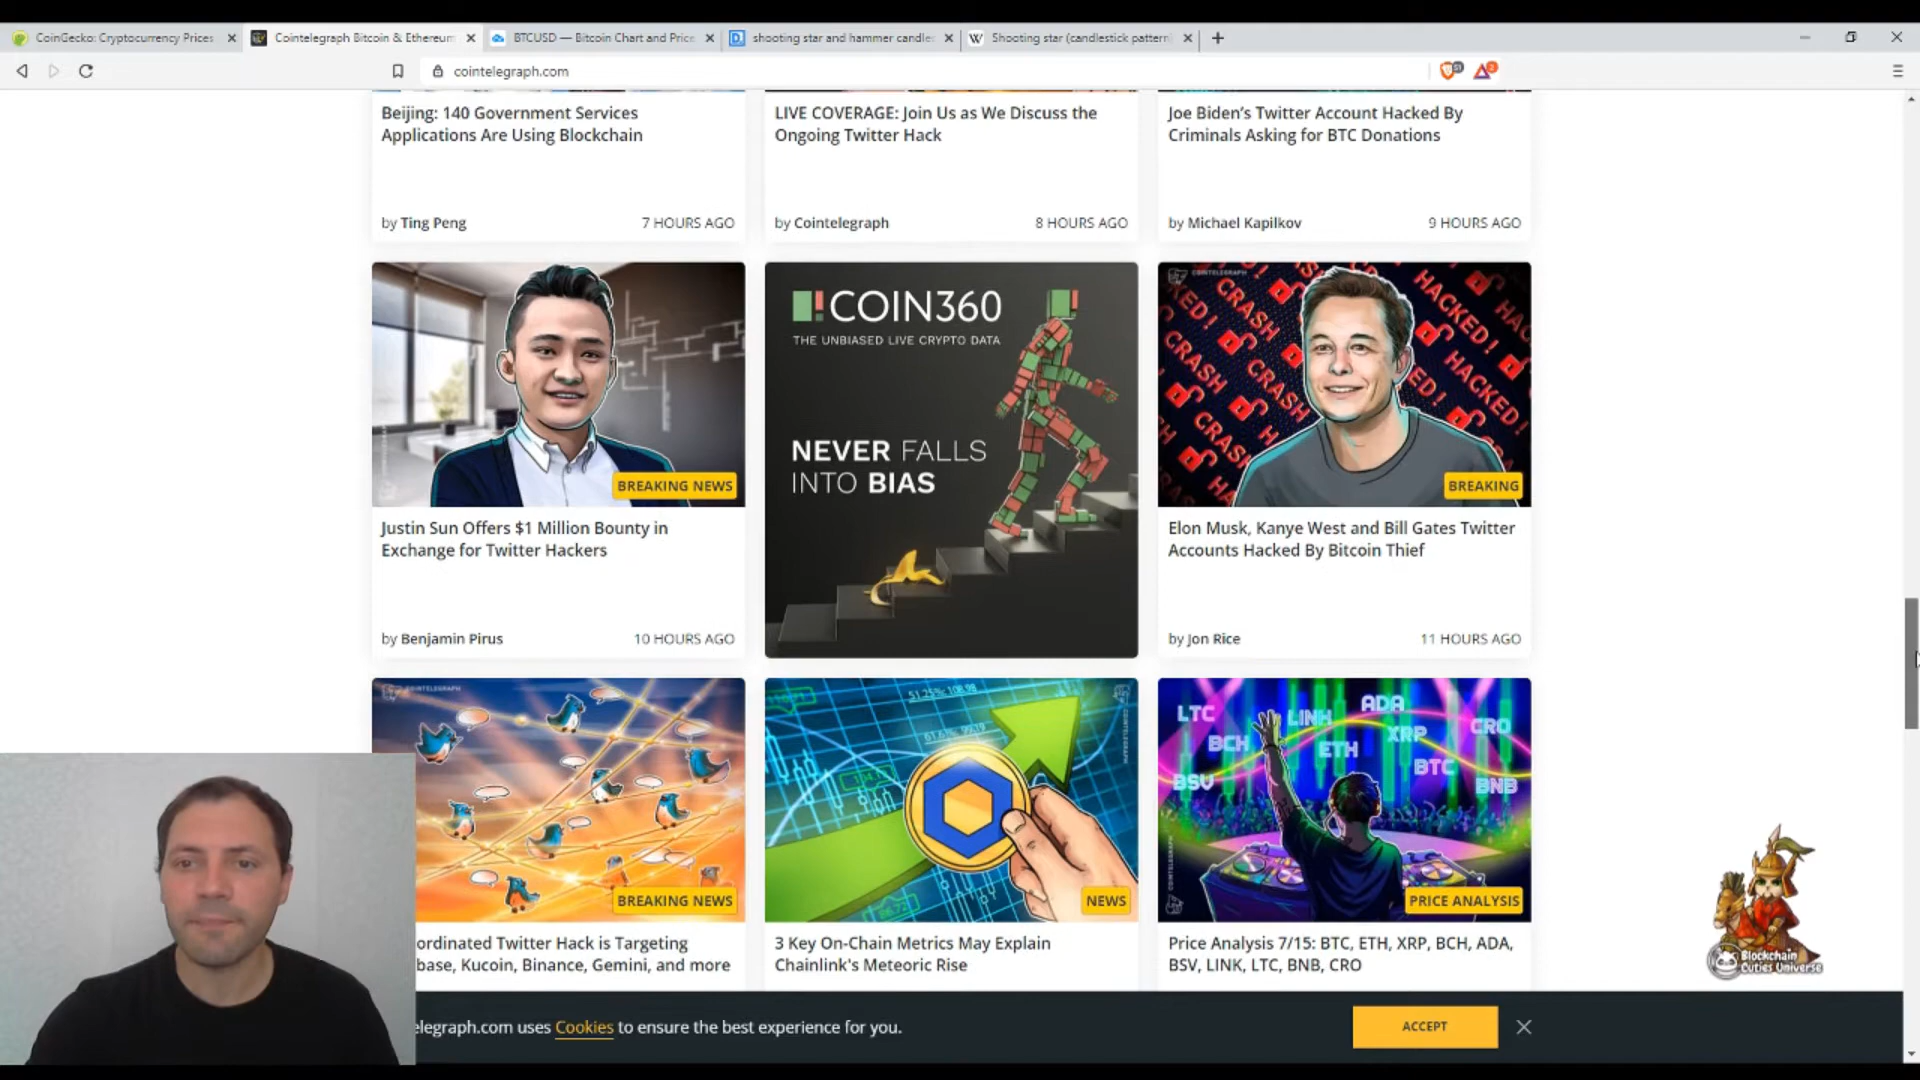 CoinGecko: Cryptocurrency Prices
Cointelegraph Bitcoin & Ethereum
BTCUSD — Bitcoin Chart and Price
shooting star and hammer candle
Shooting star (candlestick pattern)
cointelegraph.com
Beijing: 140 Government Services
Applications Are Using Blockchain
by Ting Peng
7 HOURS AGO
LIVE COVERAGE: Join Us as We Discuss the
Ongoing Twitter Hack
by Cointelegraph
8 HOURS AGO
Joe Biden's Twitter Account Hacked By
Criminals Asking for BTC Donations
by Michael Kapilkov
9 HOURS AGO
BREAKING NEWS
Justin Sun Offers $1 Million Bounty in
Exchange for Twitter Hackers
by Benjamin Pirus
10 HOURS AGO
COIN360
THE UNBIASED LIVE CRYPTO DATA
NEVER FALLS
INTO BIAS
COINTELEGRAPH
CRASH
HACKED!
CRASH
CRASH
HACKED!
CRASH
BREAKING
Elon Musk, Kanye West and Bill Gates Twitter
Accounts Hacked By Bitcoin Thief
by Jon Rice
11 HOURS AGO
COINTELEGRAPH
BREAKING NEWS
ordinated Twitter Hack is Targeting
base, Kucoin, Binance, Gemini, and more
NEWS
3 Key On-Chain Metrics May Explain
Chainlink's Meteoric Rise
LTC
BCH
BSV
LINK
ETH
ADA
XRP
BTC
CRO
BNB
PRICE ANALYSIS
Price Analysis 7/15: BTC, ETH, XRP, BCH, ADA,
BSV, LINK, LTC, BNB, CRO
Blockchain
Cuties Universe
elegraph.com uses Cookies to ensure the best experience for you.
ACCEPT